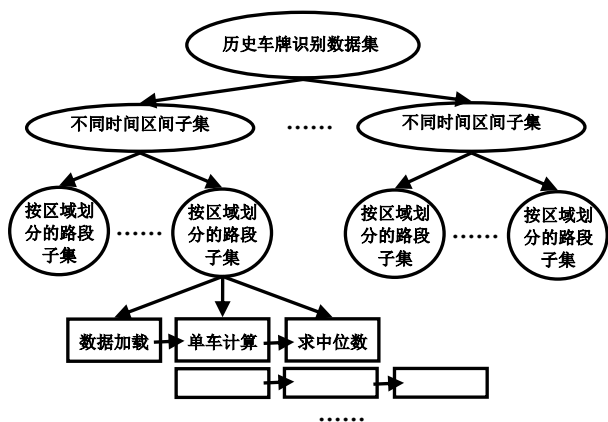 历史车牌识别数据集
不同时间区间子集
……
不同时间区间子集
按区域划
分的路段
子集
……
按区域划
分的路段
子集
按区域划
分的路段
子集
……
按区域划
分的路段
子集
数据加载
单车计算
求中位数
……